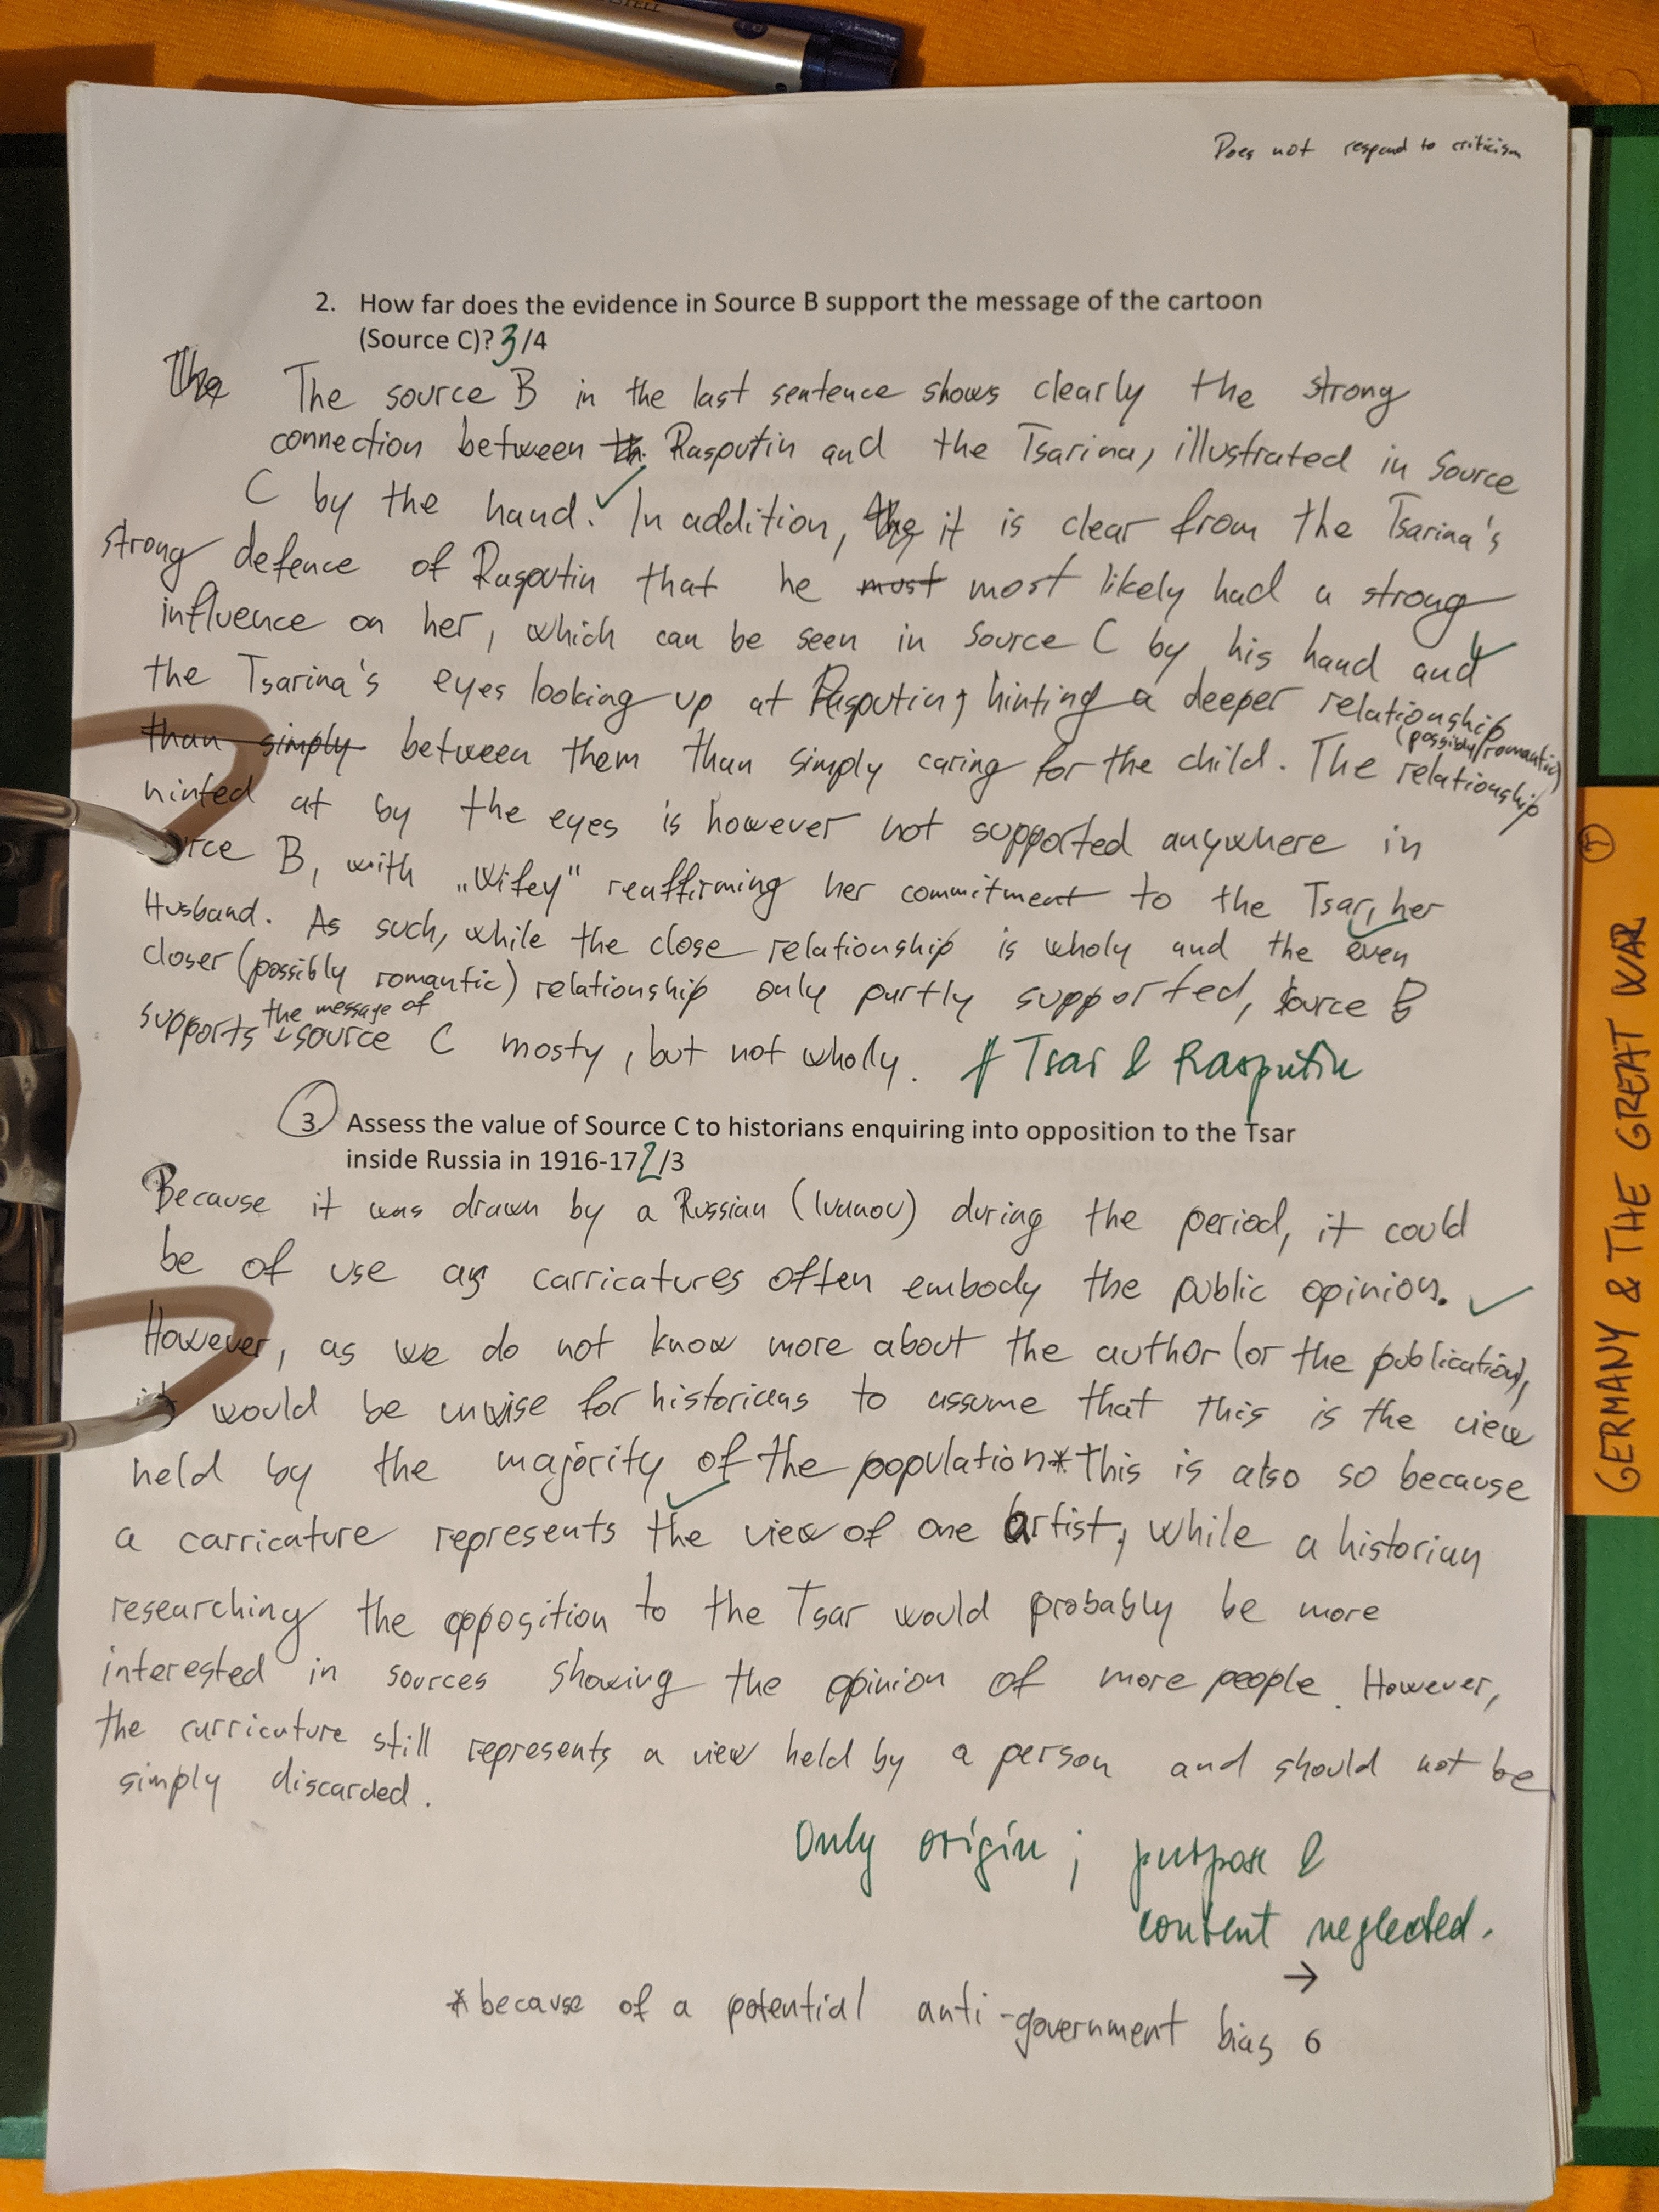 Does not respond to criticism
2. How far does the evidence in Source B support the message of the cartoon
(Source C)? 3/4
The The source B in the last sentence shows clearly the strong
connection between th Rasputin and the Tsarina, illustrated in Source
C by the hand. ✓ In addition, the it is clear from the Tsarina's
strong defence of Rasputin that he must most likely had a strong
influence on her, which can be seen in Source C by his hand and
the Tsarina's eyes looking up at Rasputin, hinting a deeper relationship
(possibly romantic)
than simply between them than simply caring for the child. The relationship
hinted at by the eyes is however not supported anywhere in
B, with „Wifey" reaffirming her commitment to the Tsar, her
Husband. As such, while the close relationship is wholy and the even
closer (possibly romantic) relationship only partly supported, source B
the message of
supports source C mosty, but not wholly. Tsar & Rasputin
3 Assess the value of Source C to historians enquiring into opposition to the Tsar
inside Russia in 1916-17 2/3
Because it was drawn by a Russian (Ivanov) during the period, it could
be of use as carricatures often embody the public opinion. ✓
However, as we do not know more about the author (or the publication),
would be unwise for historicans to assume that this is the view
held by the majority of the population* this is also so because
a carricature represents the view of one artist, while a historian
researching the opposition to the Tsar would probably be more
interested in sources showing the opinion of more people. However,
the carricature still represents a view held by a person and should not be
simply discarded.
Only origin; purpose &
content neglected.
→
*because of a potential anti-government bias 6
GERMANY & THE GREAT WAR